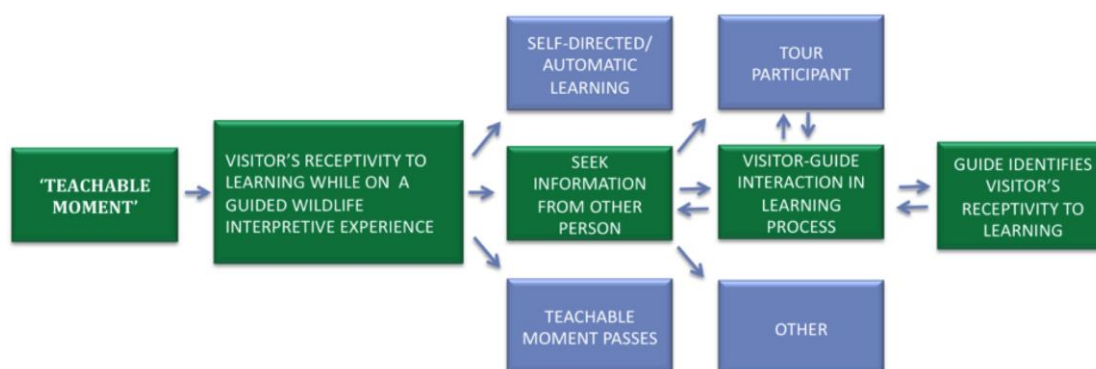 'TEACHABLE
MOMENT'
VISITOR'S RECEPTIVITY TO
LEARNING WHILE ON A
GUIDED WILDLIFE
INTERPRETIVE EXPERIENCE
SELF-DIRECTED/
AUTOMATIC
LEARNING
SEEK
INFORMATION
FROM OTHER
PERSON
TEACHABLE
MOMENT PASSES
TOUR
PARTICIPANT
VISITOR-GUIDE
INTERACTION IN
LEARNING
PROCESS
OTHER
GUIDE IDENTIFIES
VISITOR'S
RECEPTIVITY TO
LEARNING